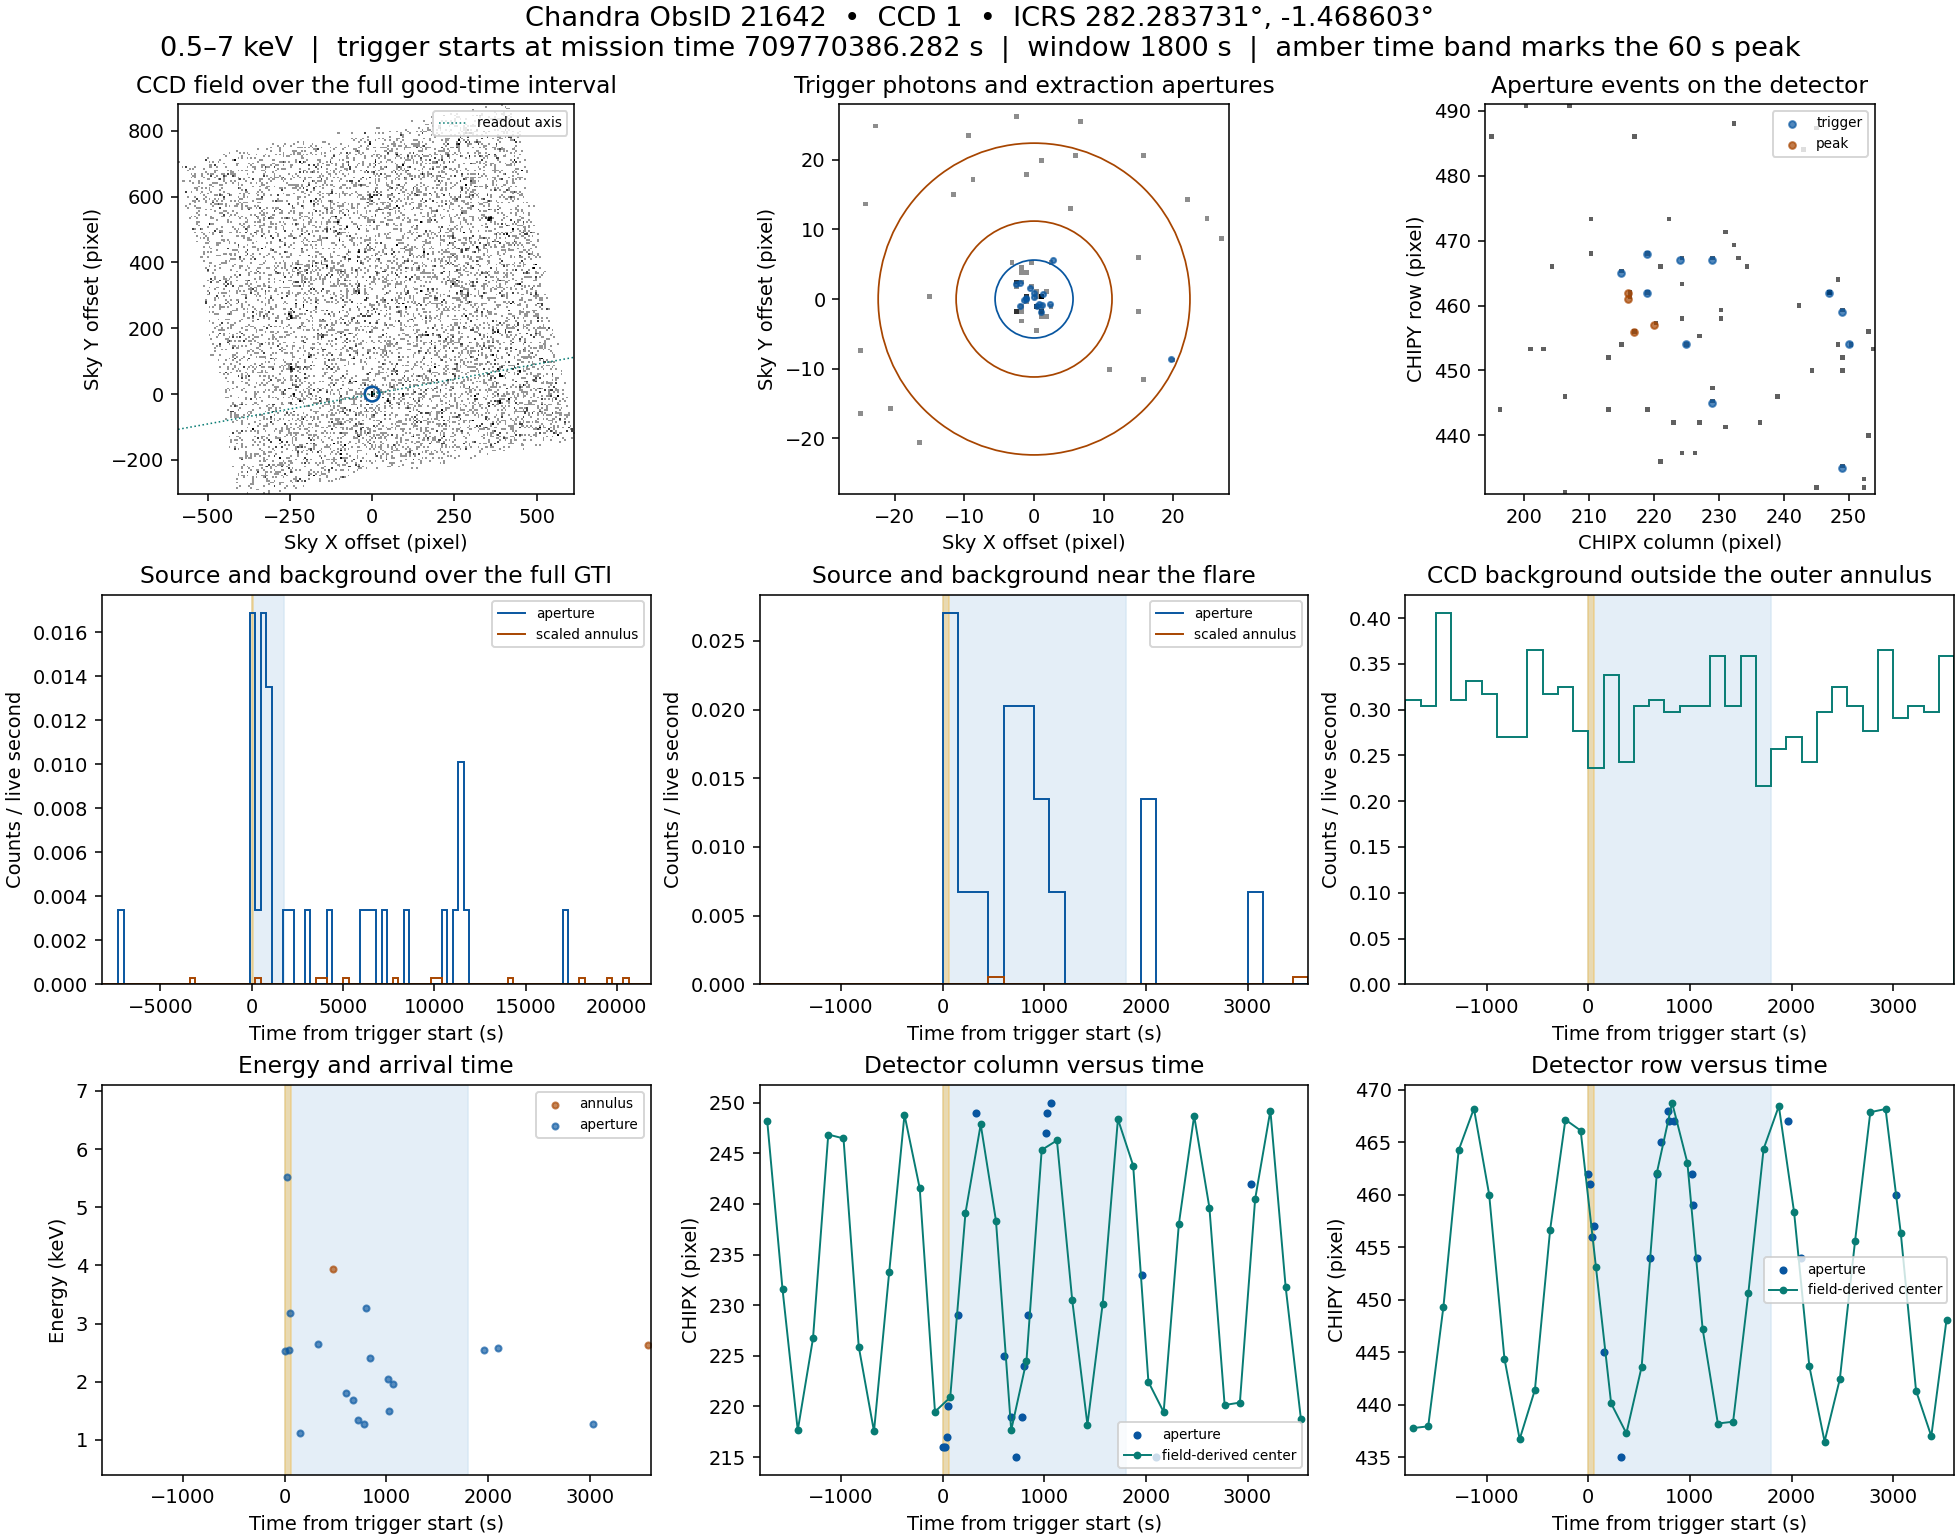 Chandra ObsID 21642 • CCD 1 • ICRS 282.283731°, -1.468603°
0.5–7 keV | trigger starts at mission time 709770386.282 s | window 1800 s | amber time band marks the 60 s peak
CCD field over the full good-time interval
readout axis
800
600
400
200
0
−200
−500
−250
0
250
500
Sky Y offset (pixel)
Sky X offset (pixel)
Trigger photons and extraction apertures
20
10
0
−10
−20
−20
−10
0
10
20
Sky Y offset (pixel)
Sky X offset (pixel)
Aperture events on the detector
trigger
peak
490
480
470
460
450
440
200
210
220
230
240
250
CHIPY row (pixel)
CHIPX column (pixel)
Source and background over the full GTI
aperture
scaled annulus
0.016
0.014
0.012
0.010
0.008
0.006
0.004
0.002
0.000
−5000
0
5000
10000
15000
20000
Counts / live second
Time from trigger start (s)
Source and background near the flare
aperture
scaled annulus
0.025
0.020
0.015
0.010
0.005
0.000
−1000
0
1000
2000
3000
Counts / live second
Time from trigger start (s)
CCD background outside the outer annulus
0.40
0.35
0.30
0.25
0.20
0.15
0.10
0.05
0.00
−1000
0
1000
2000
3000
Counts / live second
Time from trigger start (s)
Energy and arrival time
annulus
aperture
7
6
5
4
3
2
1
−1000
0
1000
2000
3000
Energy (keV)
Time from trigger start (s)
Detector column versus time
aperture
field-derived center
250
245
240
235
230
225
220
215
−1000
0
1000
2000
3000
CHIPX (pixel)
Time from trigger start (s)
Detector row versus time
aperture
field-derived center
470
465
460
455
450
445
440
435
−1000
0
1000
2000
3000
CHIPY (pixel)
Time from trigger start (s)